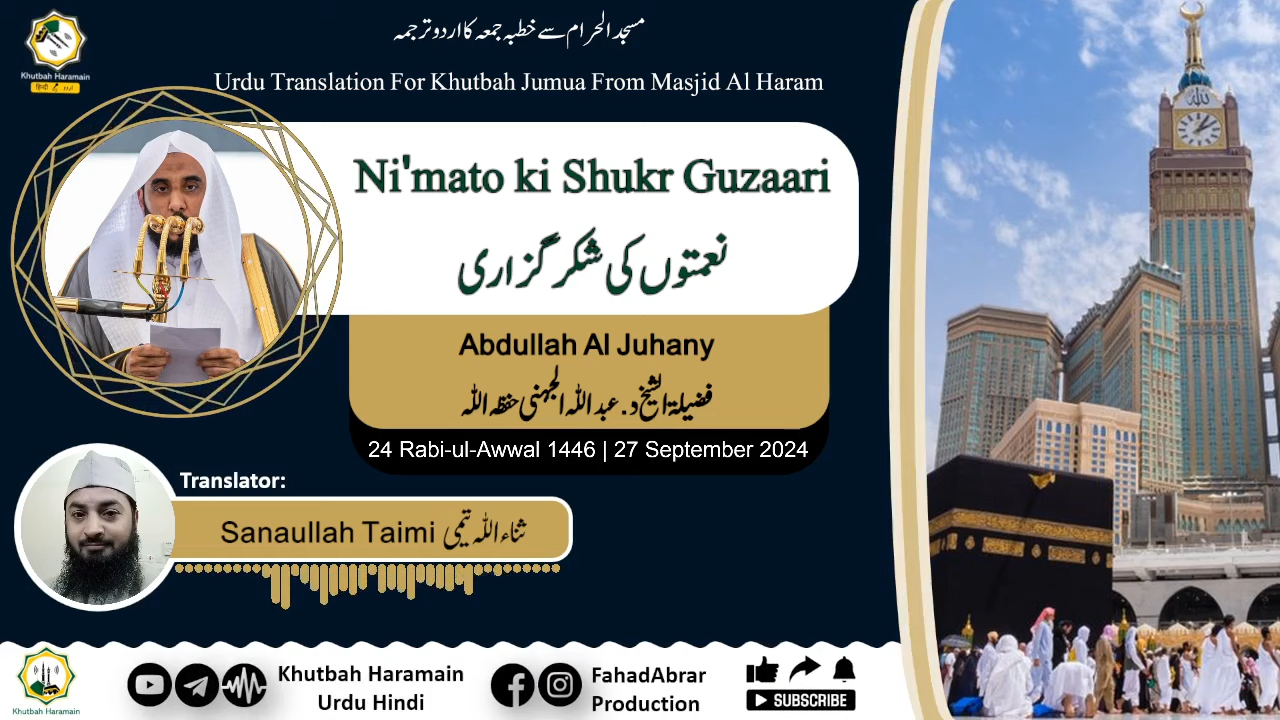 Khutbah Haramain
हिन्दी اردو
مسجد الحرام سے خطبہ جمعہ کا اردو ترجمہ
Urdu Translation For Khutbah Jumua From Masjid Al Haram
Ni'mato ki Shukr Guzaari
نعمتوں کی شکر گزاری
Abdullah Al Juhany
فضیلۃ الشیخ د. عبد اللہ الجہنی حفظہ اللہ
24 Rabi-ul-Awwal 1446 | 27 September 2024
Translator:
Sanaullah Taimi ثناء اللہ تیمی
Khutbah Haramain
Khutbah Haramain
Urdu Hindi
FahadAbrar
Production
SUBSCRIBE